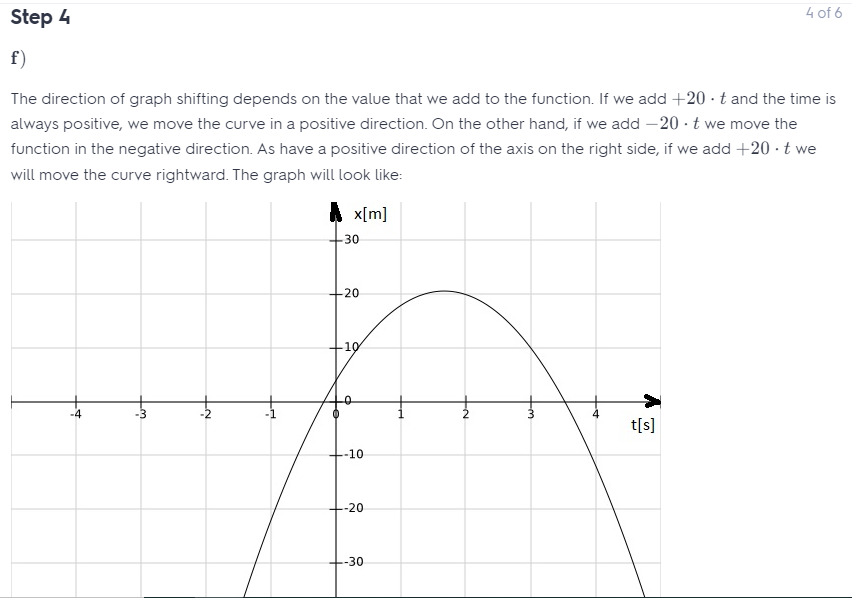 Step 4
4 of 6
f)
The direction of graph shifting depends on the value that we add to the function. If we add +20 · t and the time is
always positive, we move the curve in a positive direction. On the other hand, if we add −20 · t we move the
function in the negative direction. As have a positive direction of the axis on the right side, if we add +20 · t we
will move the curve rightward. The graph will look like:
x[m]
30
20
10
0
-4 -3 -2 -1 0 1 2 3 4
t[s]
-10
-20
-30